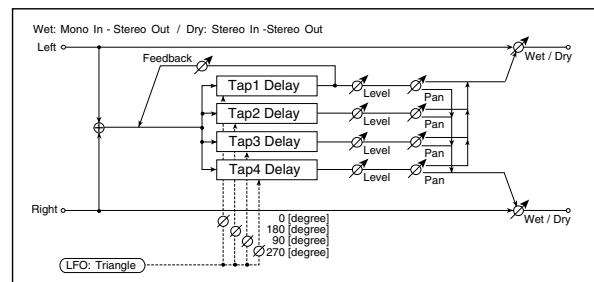 Wet: Mono In - Stereo Out / Dry: Stereo In -Stereo Out
Left
Feedback
Wet / Dry
Tap1 Delay
Level
Pan
Tap2 Delay
Tap3 Delay
Level
Pan
Tap4 Delay
Level
Pan
Right
Wet / Dry
0 [degree]
180 [degree]
90 [degree]
270 [degree]
LFO: Triangle